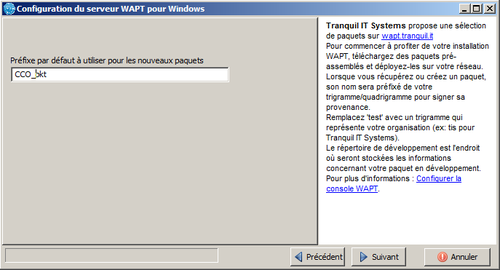 Configuration du serveur WAPT pour Windows
Préfixe par défaut à utiliser pour les nouveaux paquets
CCO_pkt
Tranquil IT Systems propose une sélection
de paquets sur wapt.tranquil.it
Pour commencer à profiter de votre installation
WAPT, téléchargez des paquets pré-
assemblés et déployez-les sur votre réseau.
Lorsque vous récupérez ou créez un paquet,
son nom sera préfixé de votre
trigramme/quadrigramme pour signer sa
provenance.
Remplacez 'test' avec un trigramme qui
représente votre organisation (ex: tis pour
Tranquil IT Systems).
Le répertoire de développement est l'endroit
où seront stockées les informations
concernant votre paquet en développement.
Pour plus d'informations : Configurer la
console WAPT.
Précédent
Suivant
Annuler